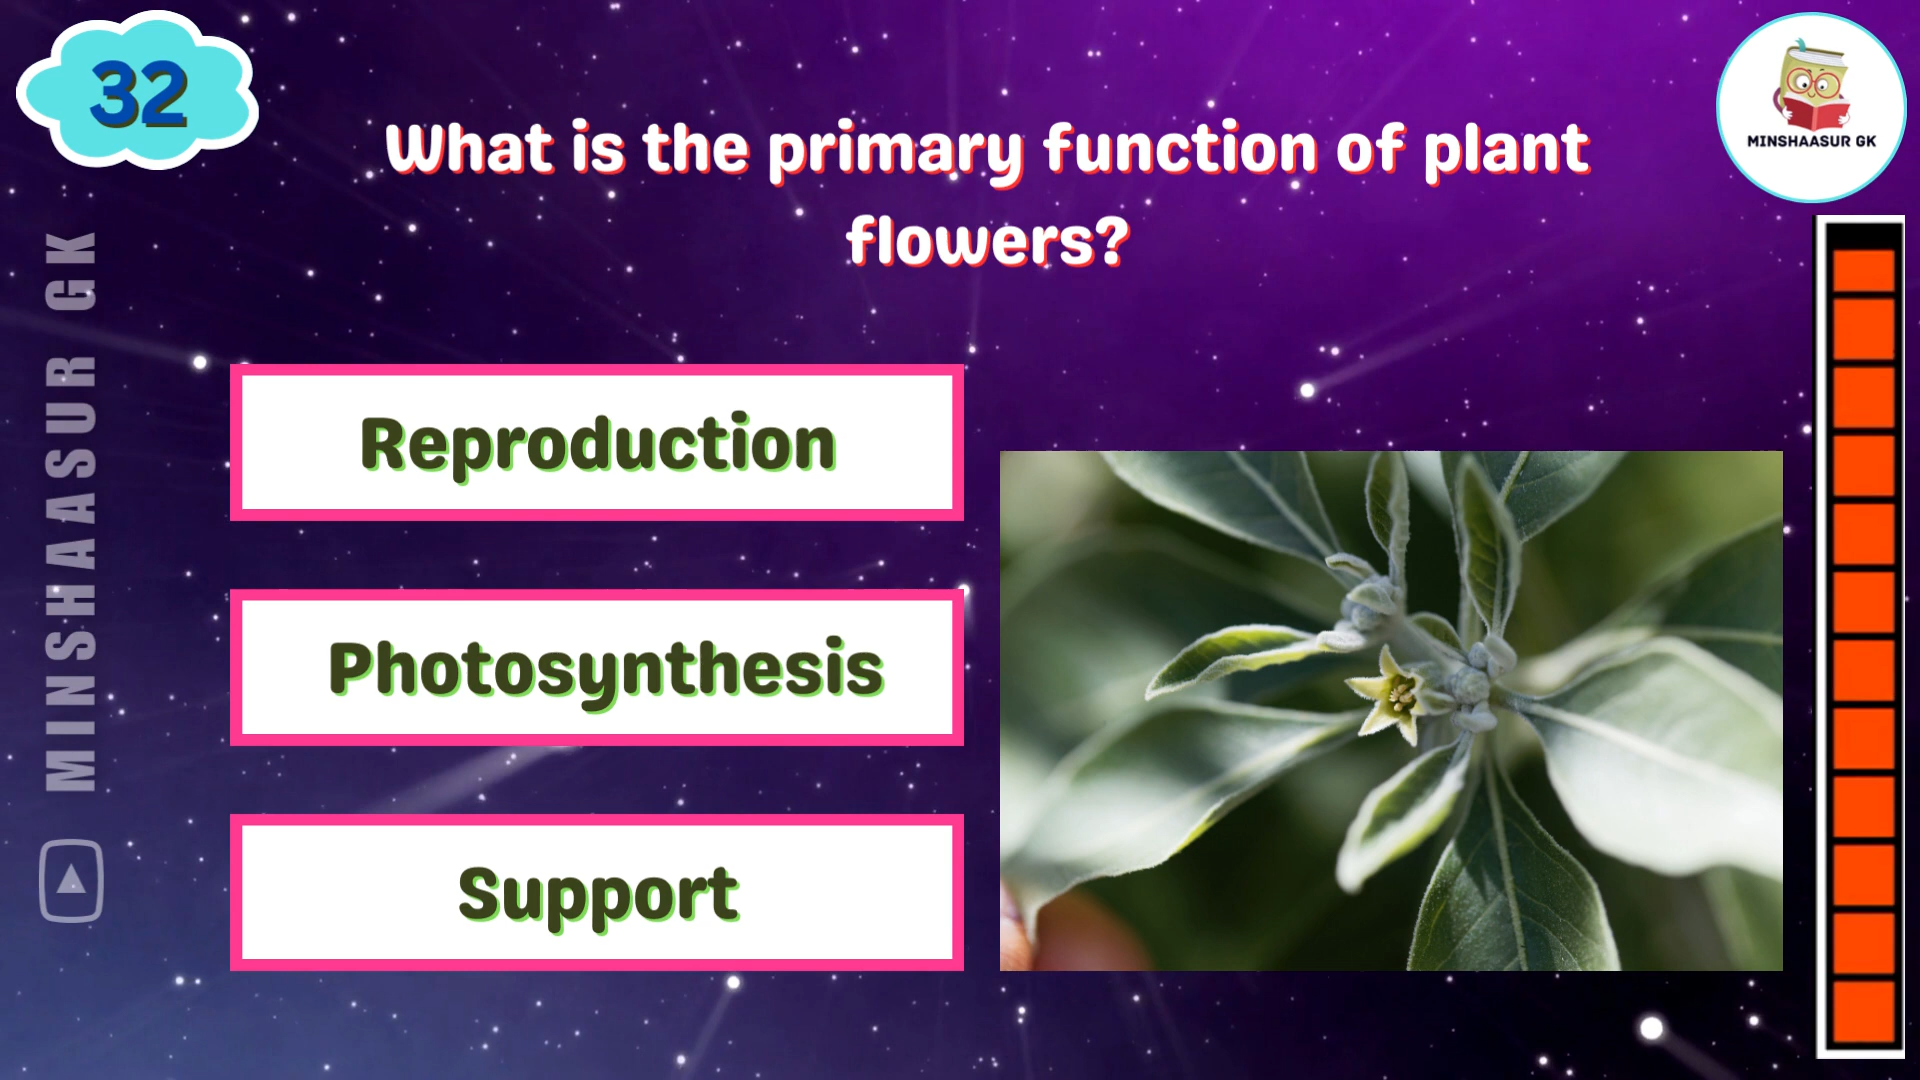 32
What is the primary function of plant
flowers?
MINSHAASUR GK
Reproduction
Photosynthesis
Support
MINSHAASUR GK